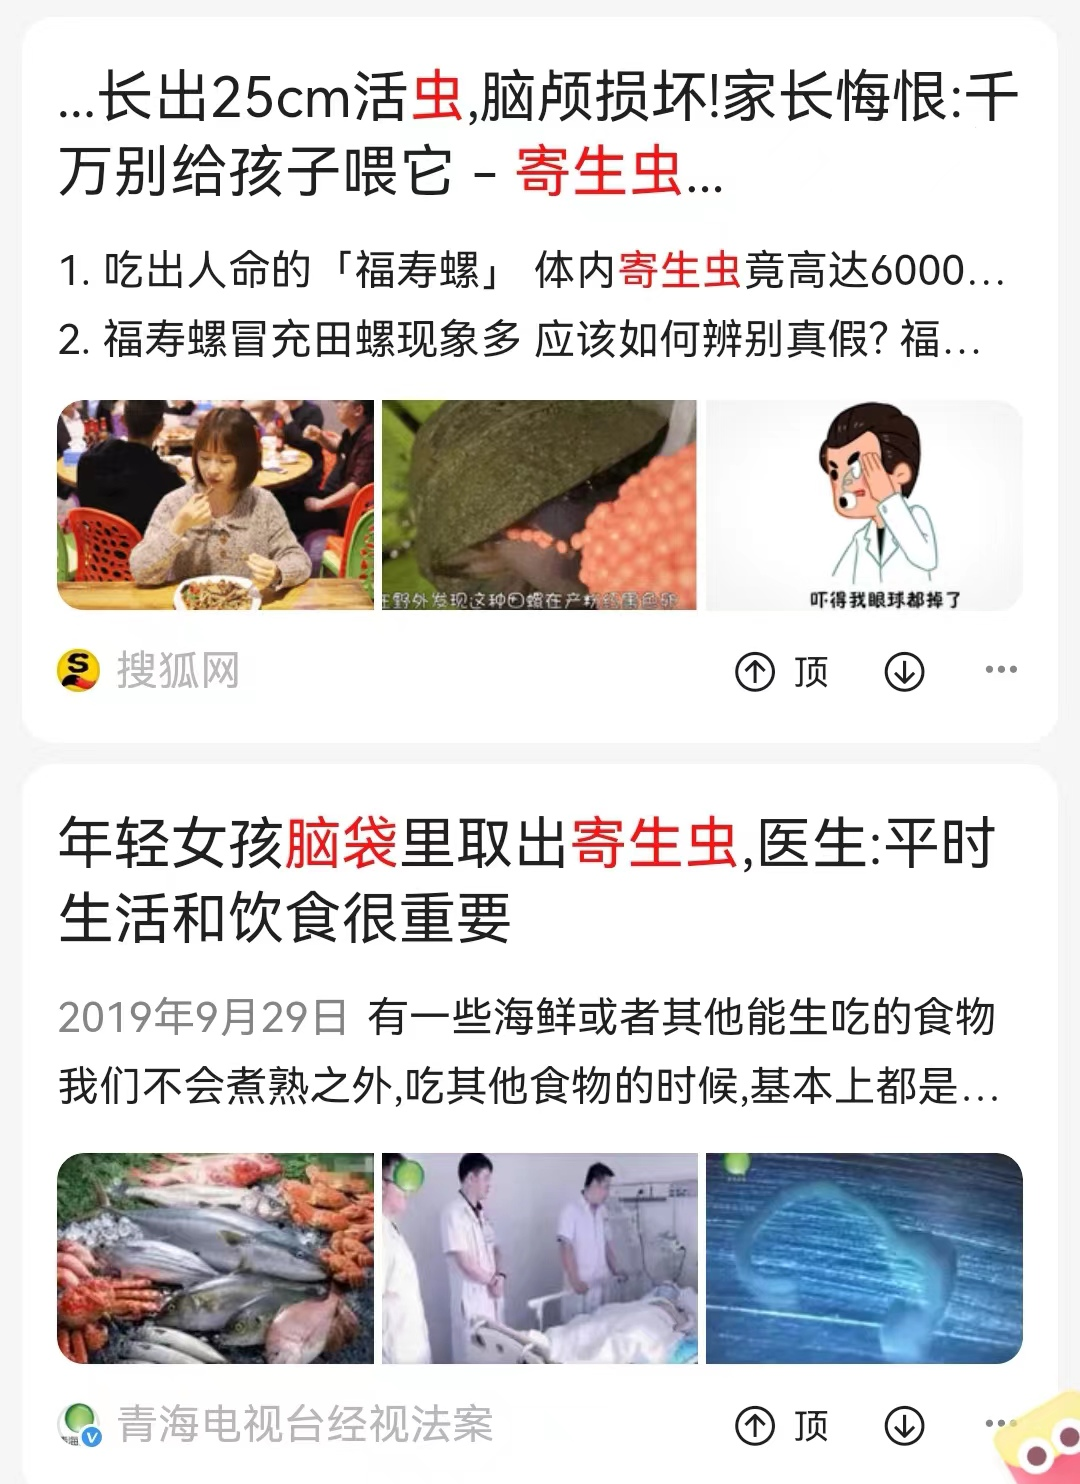 ...长出25cm活虫,脑颅损坏!家长悔恨:千
万别给孩子喂它 - 寄生虫...
1. 吃出人命的「福寿螺」 体内寄生虫竟高达6000...
2. 福寿螺冒充田螺现象多 应该如何辨别真假? 福...
野外发现这种田螺在产粉红色卵
吓得我眼球都掉了
搜狐网
顶
年轻女孩脑袋里取出寄生虫,医生:平时
生活和饮食很重要
2019年9月29日 有一些海鲜或者其他能生吃的食物
我们不会煮熟之外,吃其他食物的时候,基本上都是...
青海电视台经视法案
顶